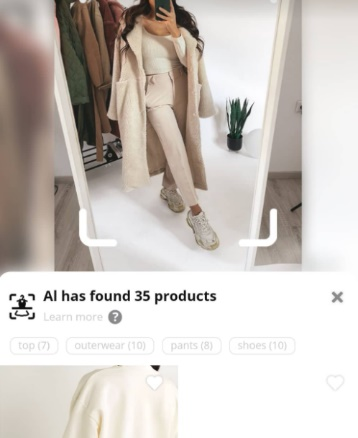 AI has found 35 products
Learn more ?
top (7) outerwear (10) pants (8) shoes (10)